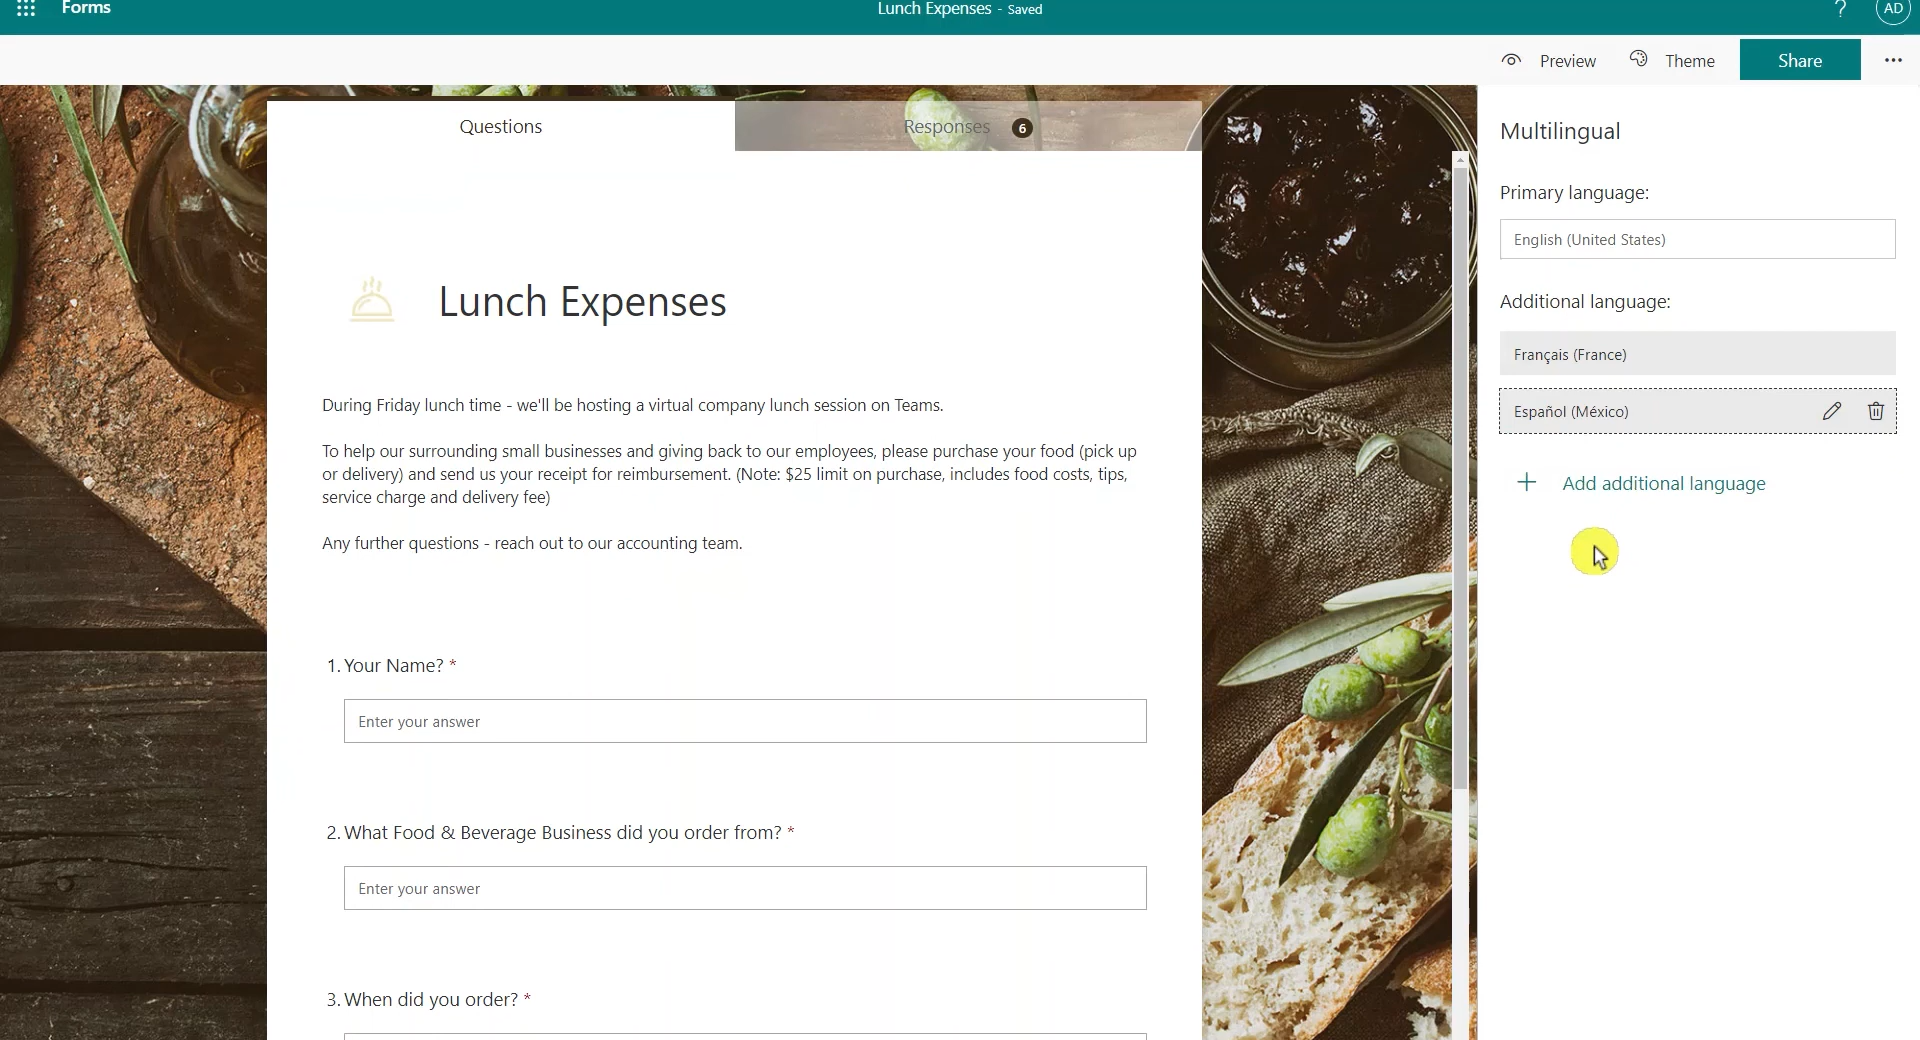 Forms
Lunch Expenses - Saved
?
AD
Preview
Theme
Share
...
Questions
Responses 6
Lunch Expenses
During Friday lunch time - we'll be hosting a virtual company lunch session on Teams.
To help our surrounding small businesses and giving back to our employees, please purchase your food (pick up
or delivery) and send us your receipt for reimbursement. (Note: $25 limit on purchase, includes food costs, tips,
service charge and delivery fee)
Any further questions - reach out to our accounting team.
1. Your Name? *
Enter your answer
2. What Food & Beverage Business did you order from? *
Enter your answer
3. When did you order? *
Multilingual
Primary language:
English (United States)
Additional language:
Français (France)
Español (México)
+ Add additional language